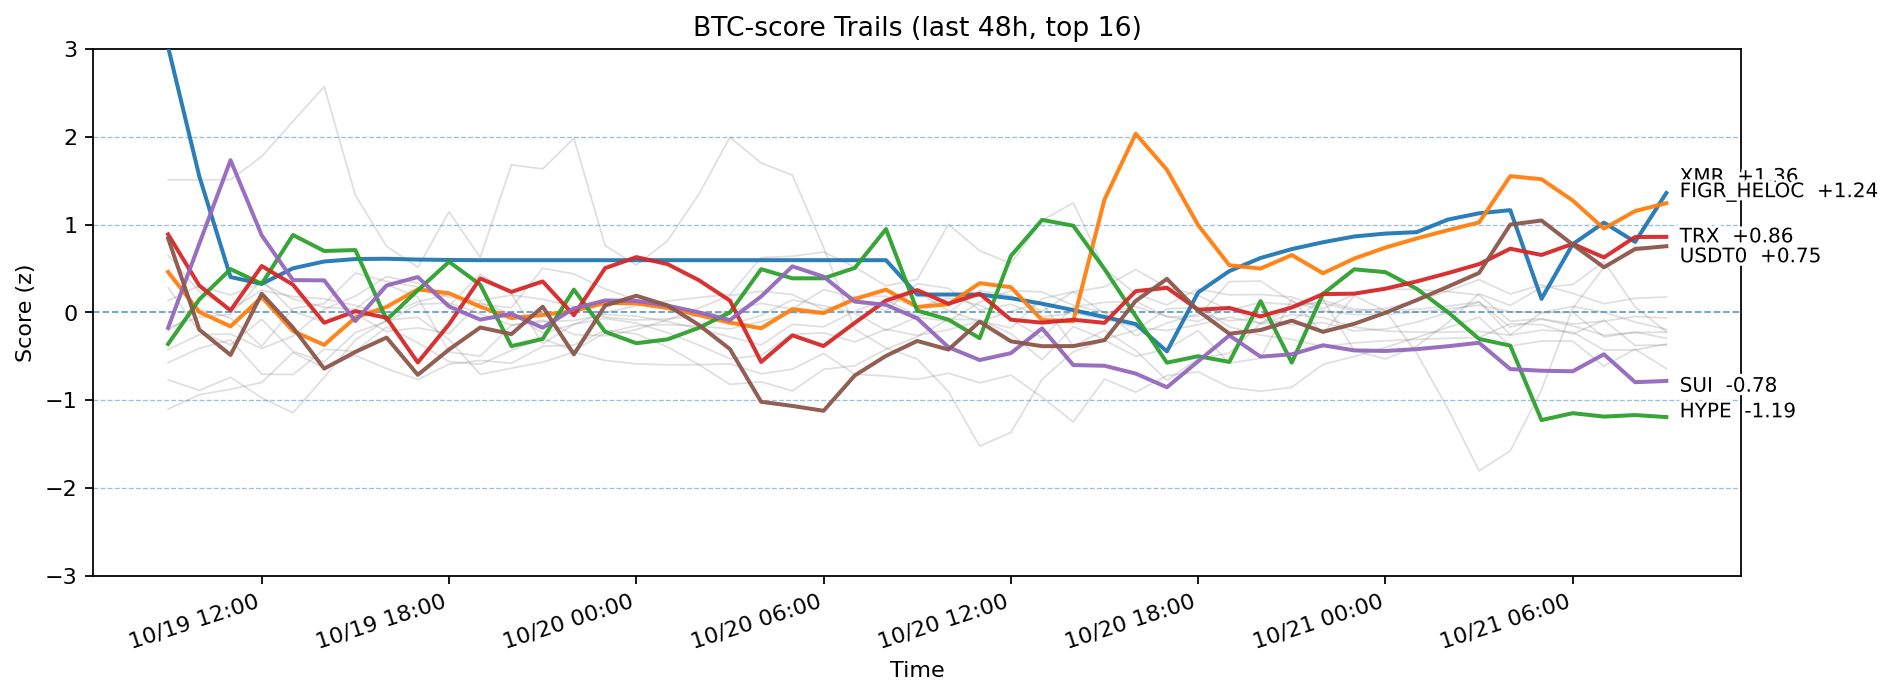 BTC-score Trails (last 48h, top 16)
Score (z)
3
2
1
0
−1
−2
−3
XMR +1.36
FIGR_HELOC +1.24
TRX +0.86
USDT0 +0.75
SUI -0.78
HYPE -1.19
10/19 12:00
10/19 18:00
10/20 00:00
10/20 06:00
10/20 12:00
10/20 18:00
10/21 00:00
10/21 06:00
Time